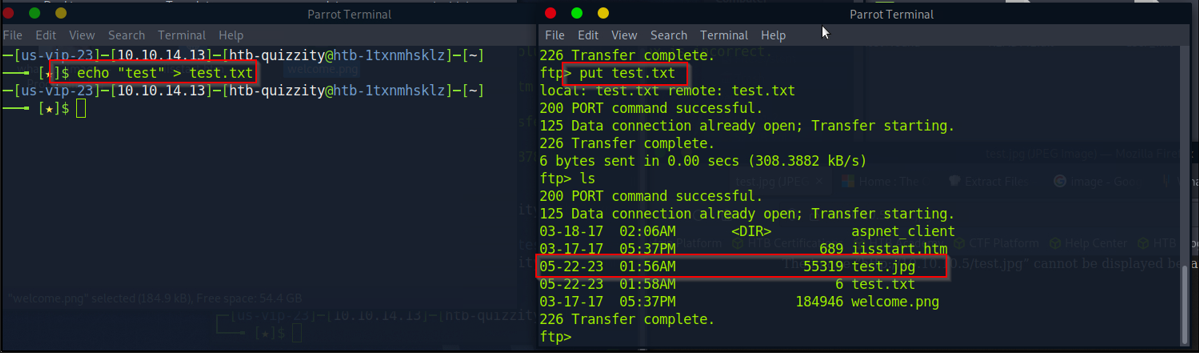 Parrot Terminal
File Edit View Search Terminal Help
─[us-vip-23]─[10.10.14.13]─[htb-quizzity@htb-1txnmhsklz]─[~]
└──╼ [★]$ echo "test" > test.txt
─[us-vip-23]─[10.10.14.13]─[htb-quizzity@htb-1txnmhsklz]─[~]
└──╼ [★]$
"welcome.png" selected (184.9 kB), Free space: 54.4 GB
Parrot Terminal
File Edit View Search Terminal Help
226 Transfer complete.
ftp> put test.txt
local: test.txt remote: test.txt
200 PORT command successful.
125 Data connection already open; Transfer starting.
226 Transfer complete.
6 bytes sent in 0.00 secs (308.3882 kB/s)
ftp> ls
200 PORT command successful.
125 Data connection already open; Transfer starting.
03-18-17 02:06AM <DIR> aspnet_client
03-17-17 05:37PM 689 iisstart.htm
05-22-23 01:56AM 55319 test.jpg
05-22-23 01:58AM 6 test.txt
03-17-17 05:37PM 184946 welcome.png
226 Transfer complete.
ftp>